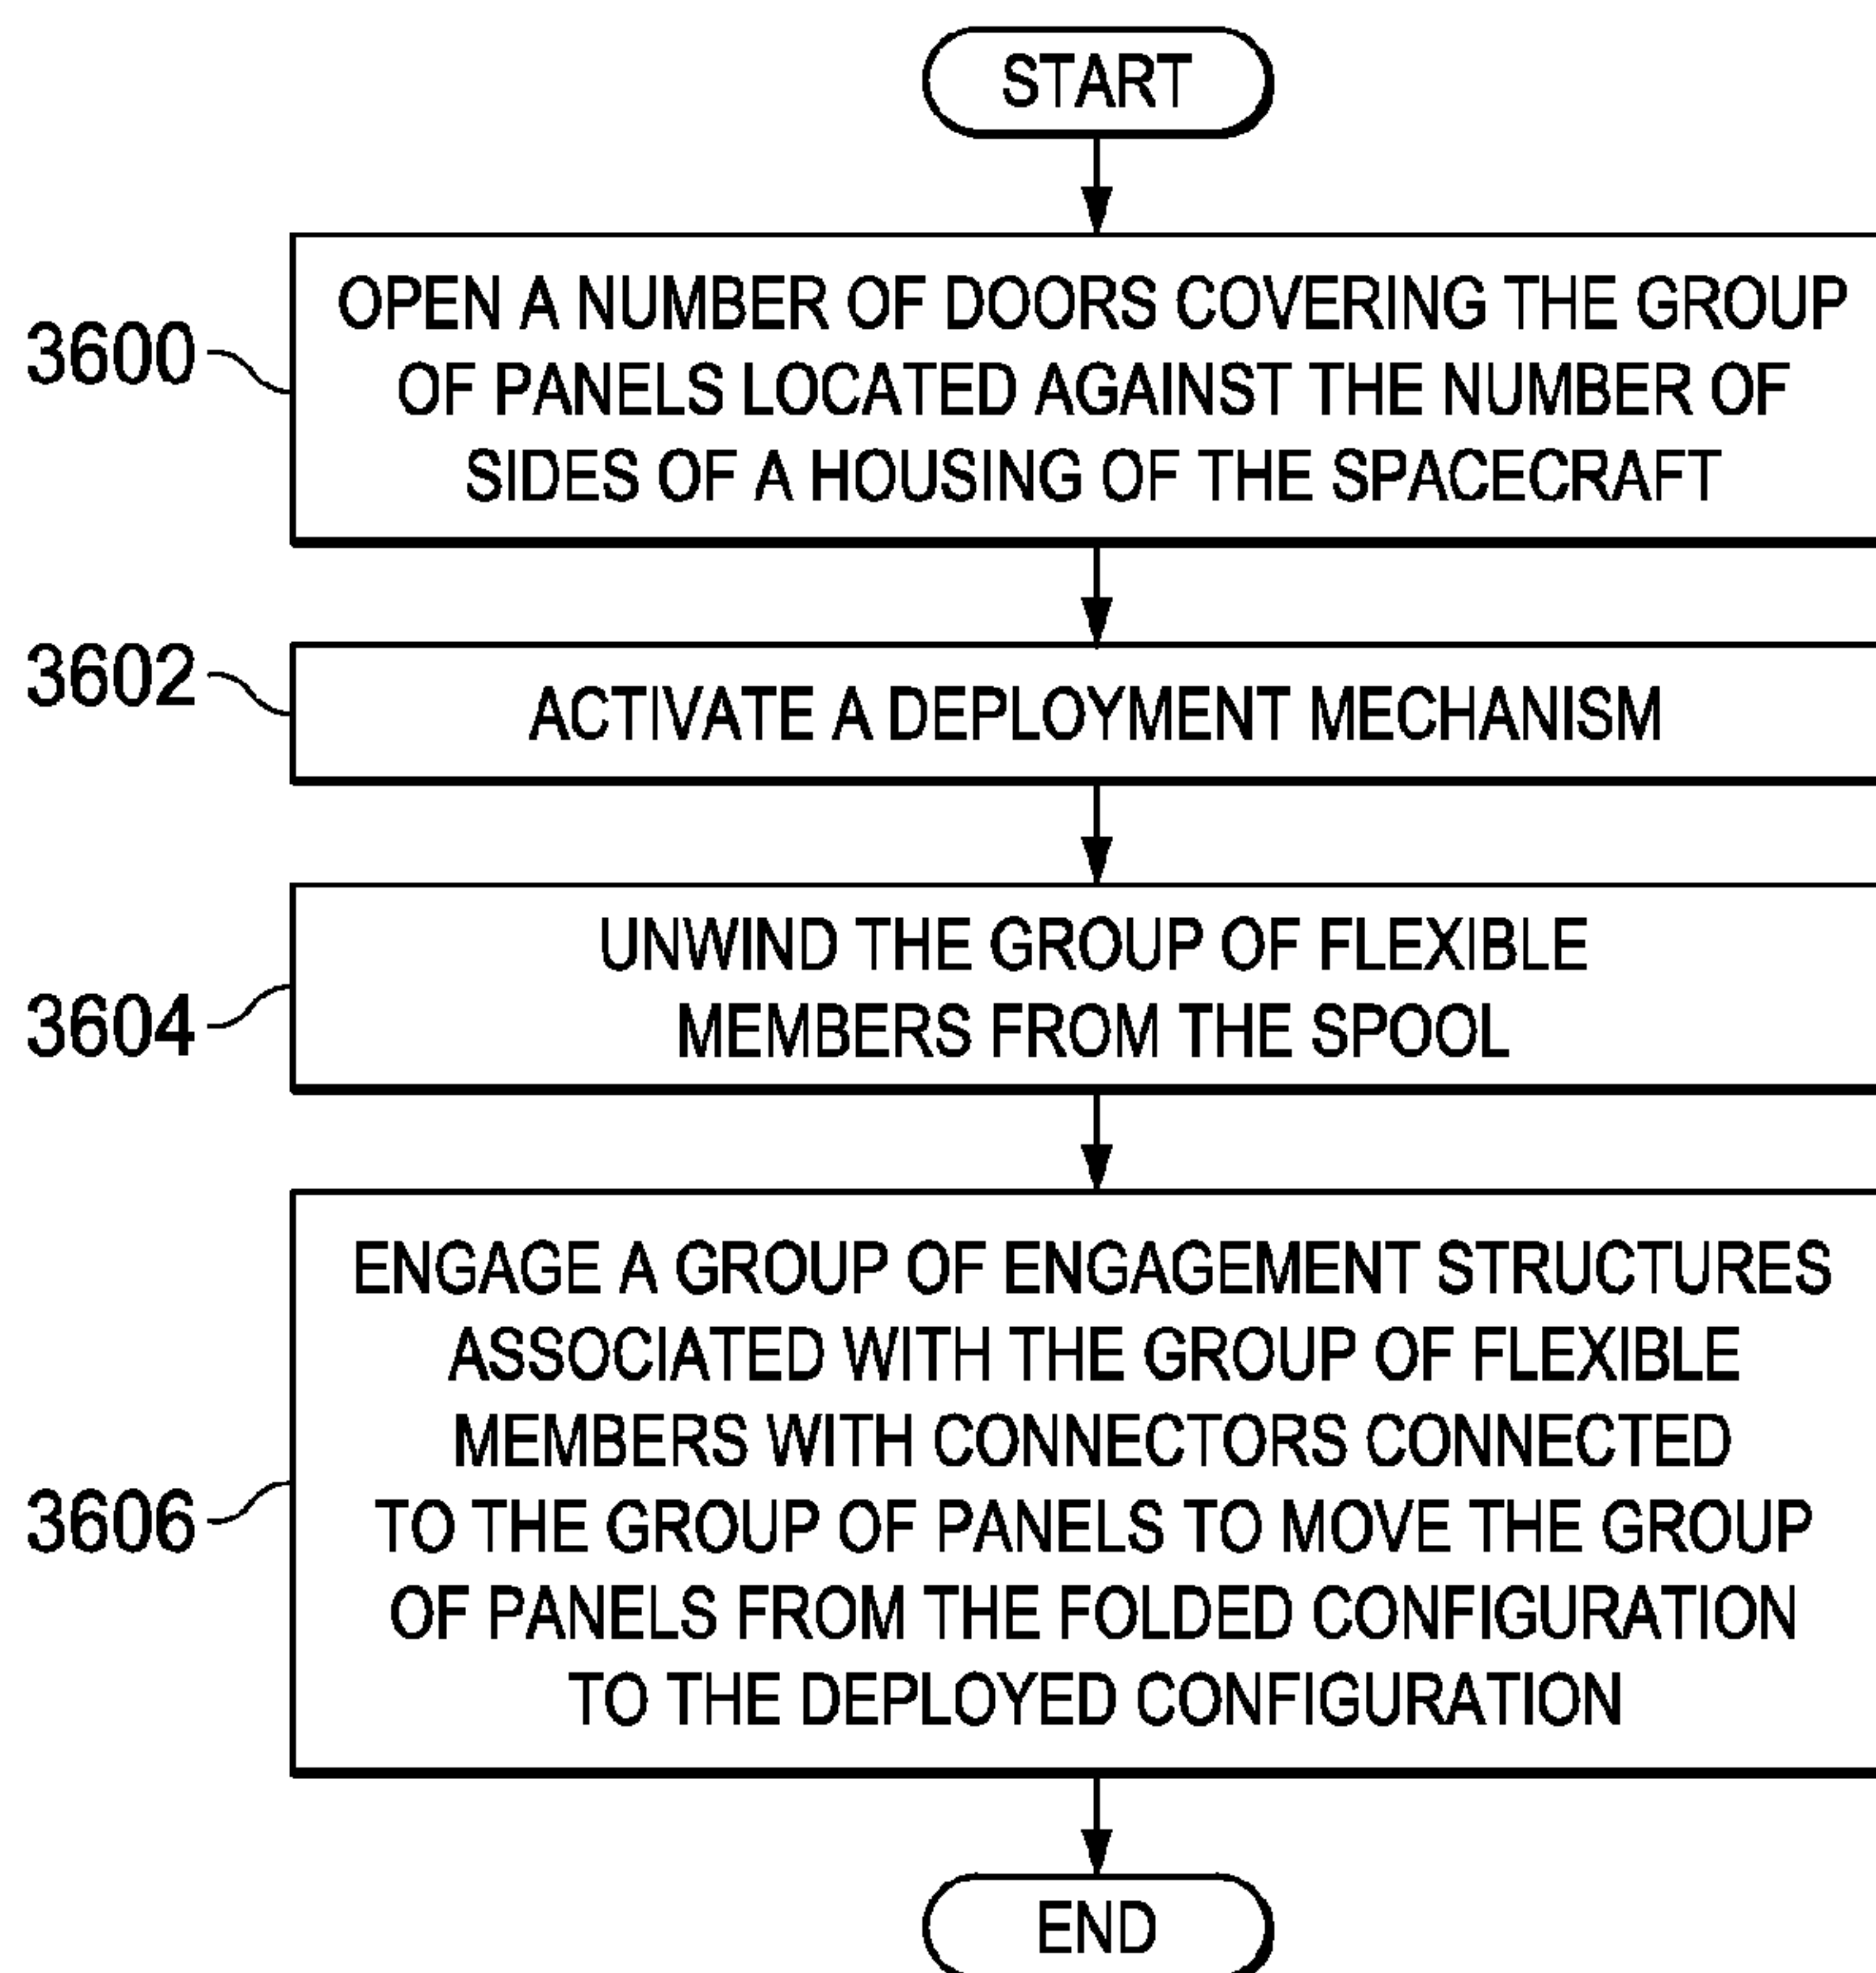 START
3600
OPEN A NUMBER OF DOORS COVERING THE GROUP
OF PANELS LOCATED AGAINST THE NUMBER OF
SIDES OF A HOUSING OF THE SPACECRAFT
3602
ACTIVATE A DEPLOYMENT MECHANISM
3604
UNWIND THE GROUP OF FLEXIBLE
MEMBERS FROM THE SPOOL
3606
ENGAGE A GROUP OF ENGAGEMENT STRUCTURES
ASSOCIATED WITH THE GROUP OF FLEXIBLE
MEMBERS WITH CONNECTORS CONNECTED
TO THE GROUP OF PANELS TO MOVE THE GROUP
OF PANELS FROM THE FOLDED CONFIGURATION
TO THE DEPLOYED CONFIGURATION
END